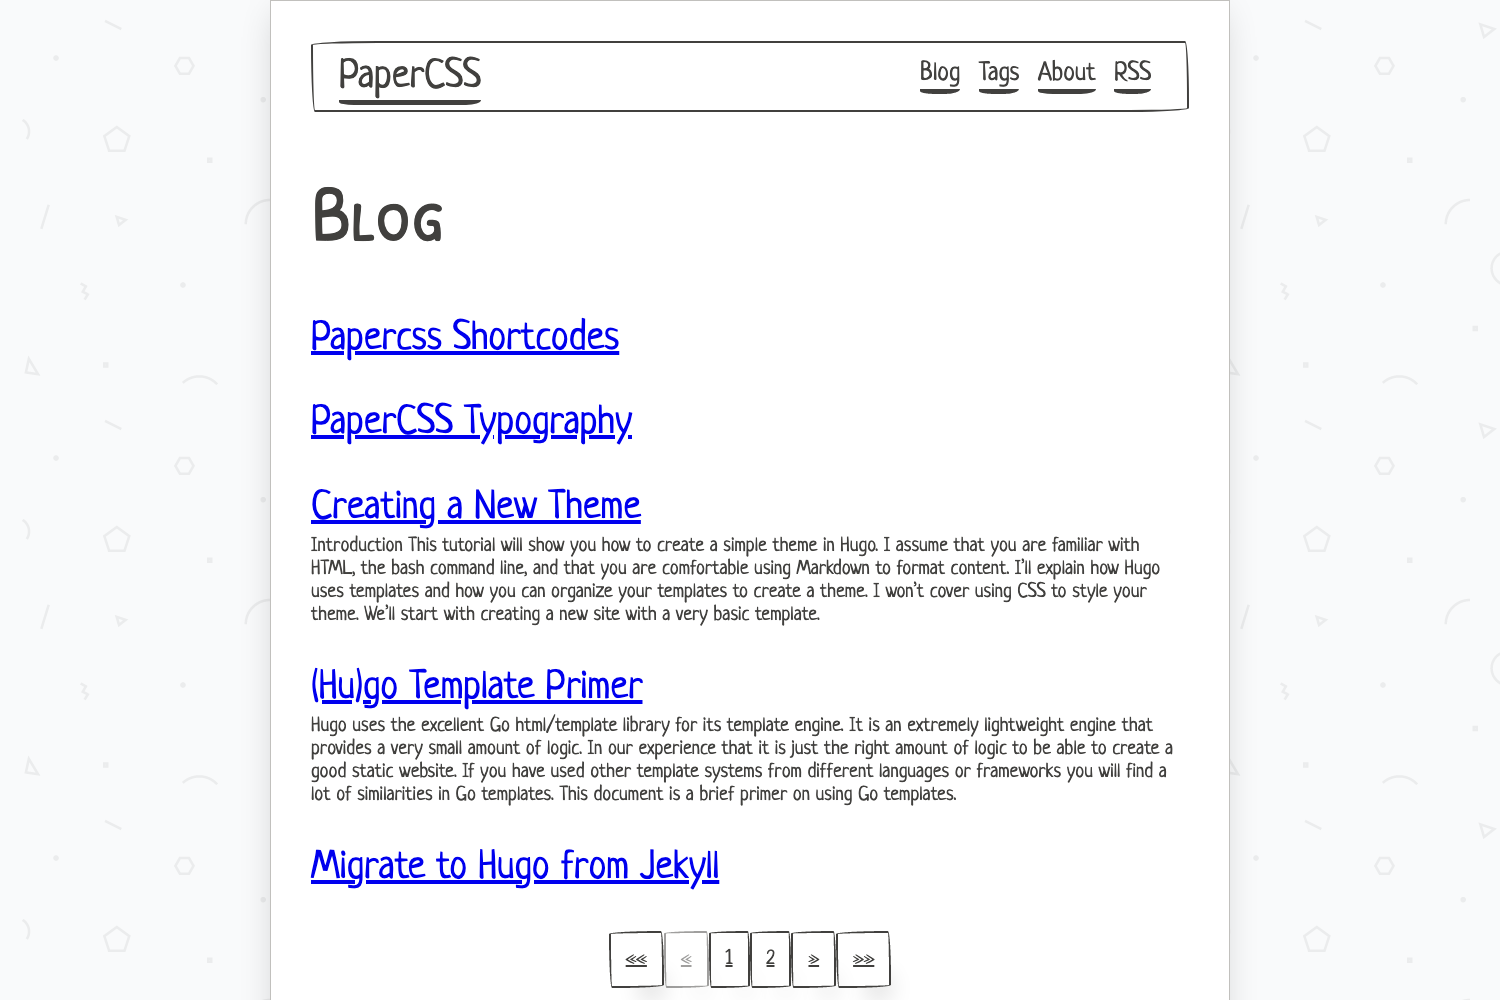 PaperCSS
Blog Tags About RSS
Blog
Papercss Shortcodes
PaperCSS Typography
Creating a New Theme
Introduction This tutorial will show you how to create a simple theme in Hugo. I assume that you are familiar with
HTML, the bash command line, and that you are comfortable using Markdown to format content. I’ll explain how Hugo
uses templates and how you can organize your templates to create a theme. I won’t cover using CSS to style your
theme. We’ll start with creating a new site with a very basic template.
(Hu)go Template Primer
Hugo uses the excellent Go html/template library for its template engine. It is an extremely lightweight engine that
provides a very small amount of logic. In our experience that it is just the right amount of logic to be able to create a
good static website. If you have used other template systems from different languages or frameworks you will find a
lot of similarities in Go templates. This document is a brief primer on using Go templates.
Migrate to Hugo from Jekyll
«« « 1 2 » »»